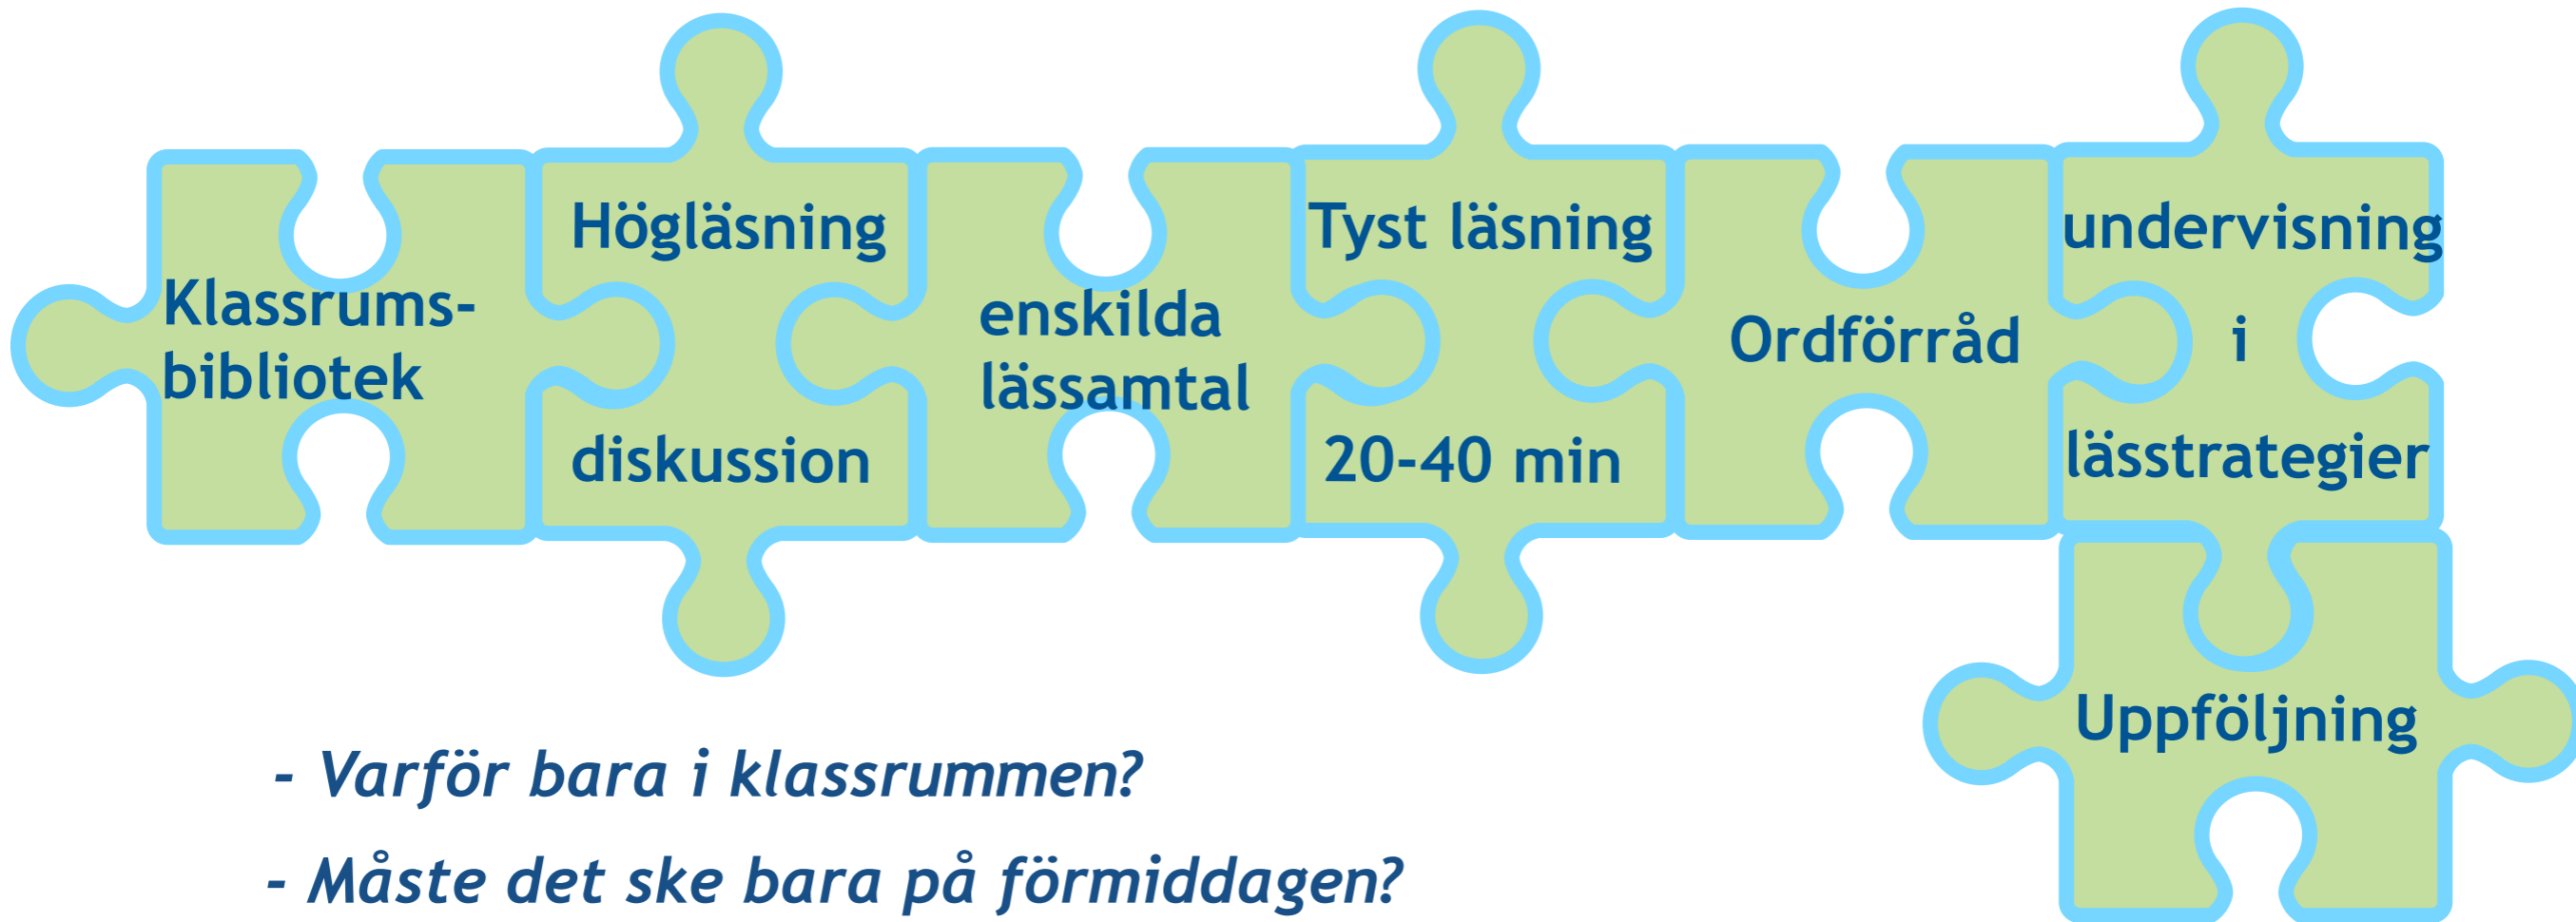 Klassrums-
bibliotek
Högläsning
diskussion
enskilda
lässamtal
Tyst läsning
20-40 min
Ordförråd
undervisning
i
lässtrategier
Uppföljning
- Varför bara i klassrummen?
- Måste det ske bara på förmiddagen?